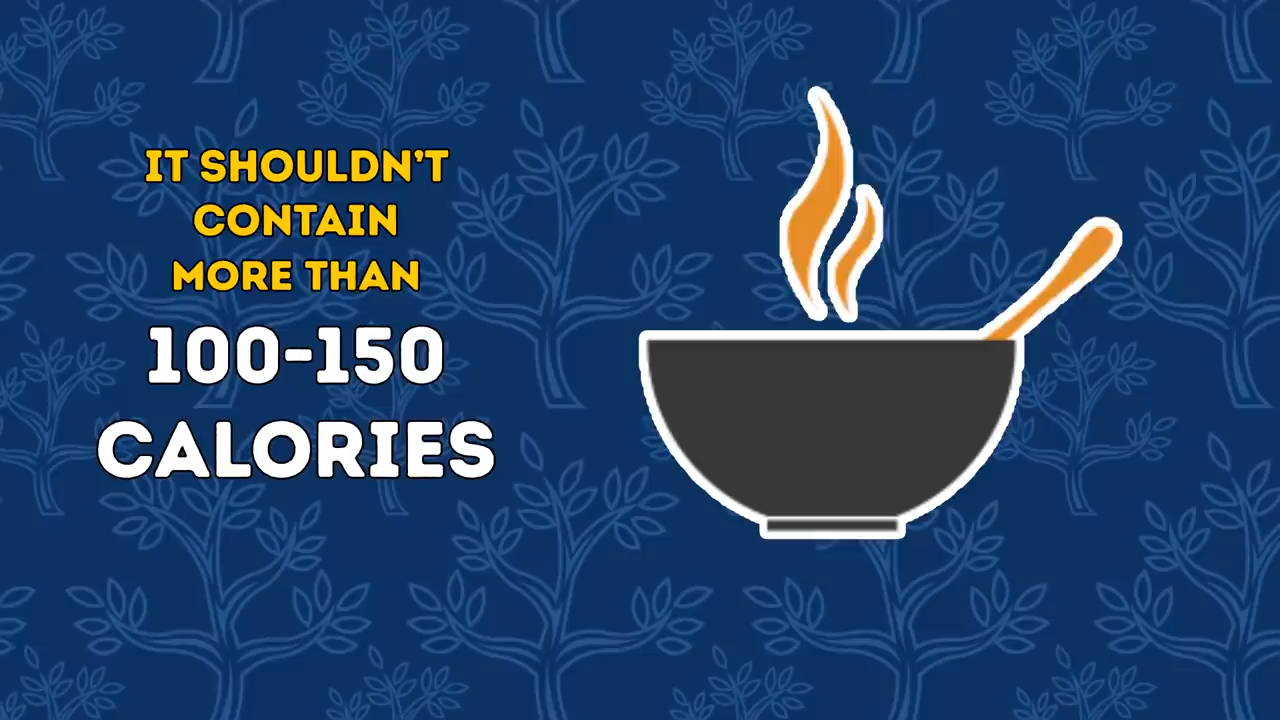 IT SHOULDN’T
CONTAIN
MORE THAN
100-150
CALORIES